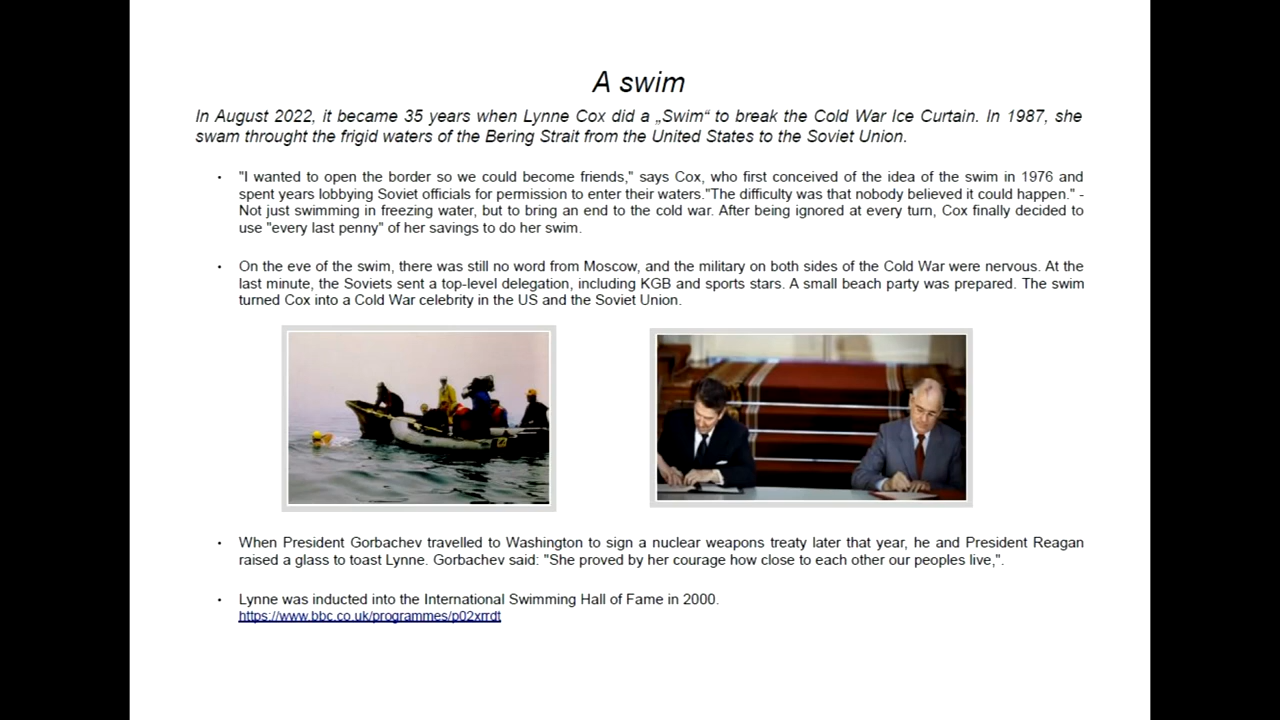 A swim
In August 2022, it became 35 years when Lynne Cox did a „Swim“ to break the Cold War Ice Curtain. In 1987, she
swam throught the frigid waters of the Bering Strait from the United States to the Soviet Union.
• "I wanted to open the border so we could become friends," says Cox, who first conceived of the idea of the swim in 1976 and
spent years lobbying Soviet officials for permission to enter their waters."The difficulty was that nobody believed it could happen." -
Not just swimming in freezing water, but to bring an end to the cold war. After being ignored at every turn, Cox finally decided to
use "every last penny" of her savings to do her swim.
• On the eve of the swim, there was still no word from Moscow, and the military on both sides of the Cold War were nervous. At the
last minute, the Soviets sent a top-level delegation, including KGB and sports stars. A small beach party was prepared. The swim
turned Cox into a Cold War celebrity in the US and the Soviet Union.
• When President Gorbachev travelled to Washington to sign a nuclear weapons treaty later that year, he and President Reagan
raised a glass to toast Lynne. Gorbachev said: "She proved by her courage how close to each other our peoples live,".
• Lynne was inducted into the International Swimming Hall of Fame in 2000.
https://www.bbc.co.uk/programmes/p02xrrdt